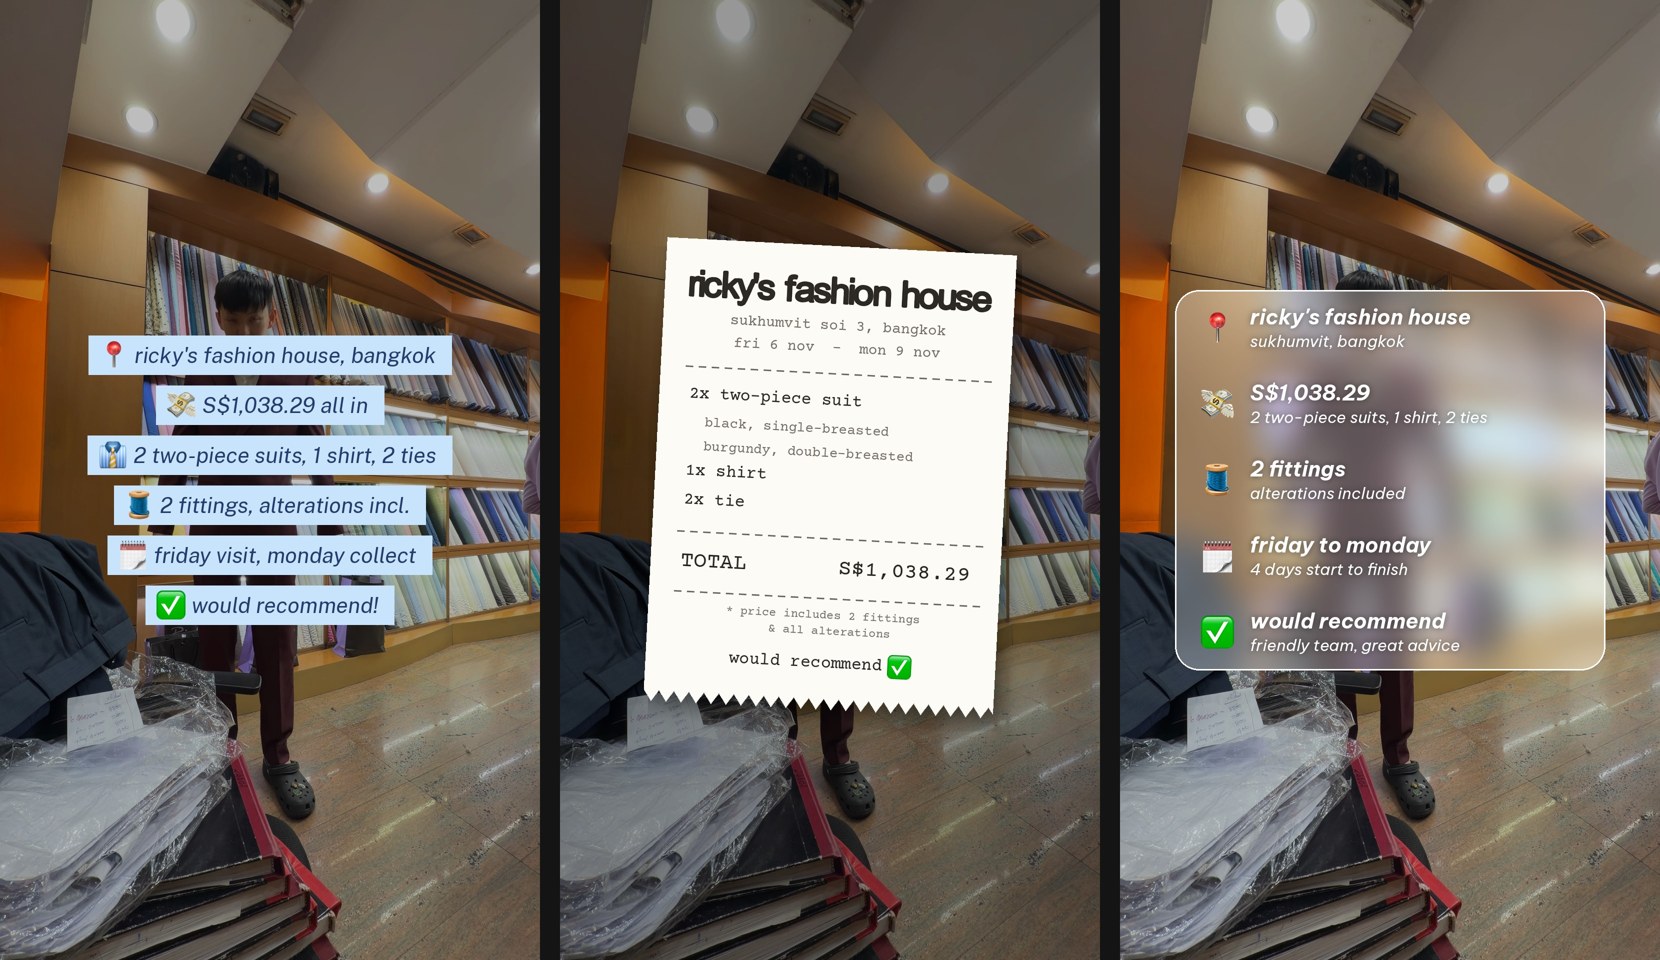 📍 ricky's fashion house, bangkok
💸 S$1,038.29 all in
👔 2 two-piece suits, 1 shirt, 2 ties
🧵 2 fittings, alterations incl.
🗓️ friday visit, monday collect
✅ would recommend!
ricky's fashion house
sukhumvit soi 3, bangkok
fri 6 nov – mon 9 nov
2x two-piece suit
black, single-breasted
burgundy, double-breasted
1x shirt
2x tie
TOTAL S$1,038.29
* price includes 2 fittings
& all alterations
would recommend ✅
📍 ricky's fashion house
sukhumvit, bangkok
💸 S$1,038.29
2 two-piece suits, 1 shirt, 2 ties
🧵 2 fittings
alterations included
🗓️ friday to monday
4 days start to finish
✅ would recommend
friendly team, great advice